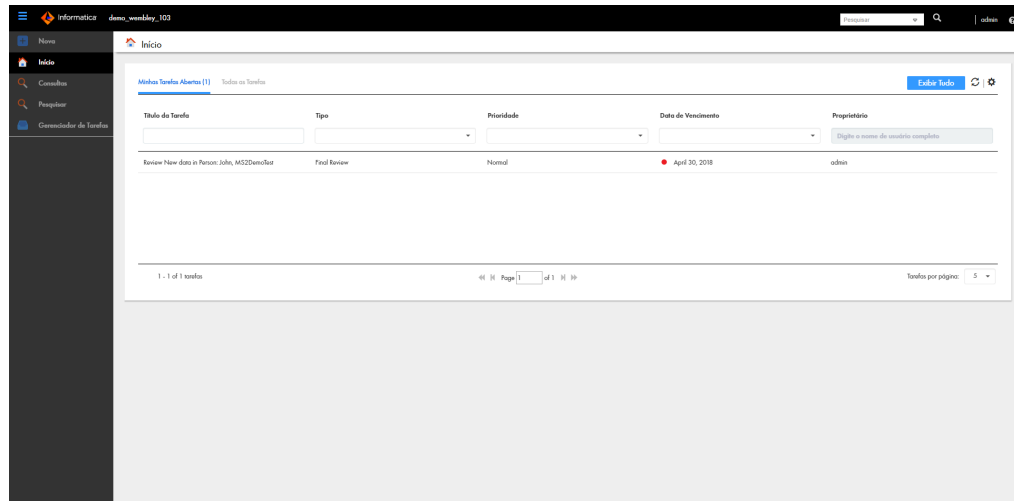 Informatica demo_wembley_103 Pesquisar admin
Novo
Início
Início
Consultas
Pesquisar
Gerenciador de Tarefas
Minhas Tarefas Abertas (1) Todas as Tarefas Exibir Tudo
Título da Tarefa Tipo Prioridade Data de Vencimento Proprietário
Digite o nome de usuário completo
Review New data in Person: John, MS2DemoTest Final Review Normal April 30, 2018 admin
1 - 1 of 1 tarefas Page 1 of 1 Tarefas por página: 5